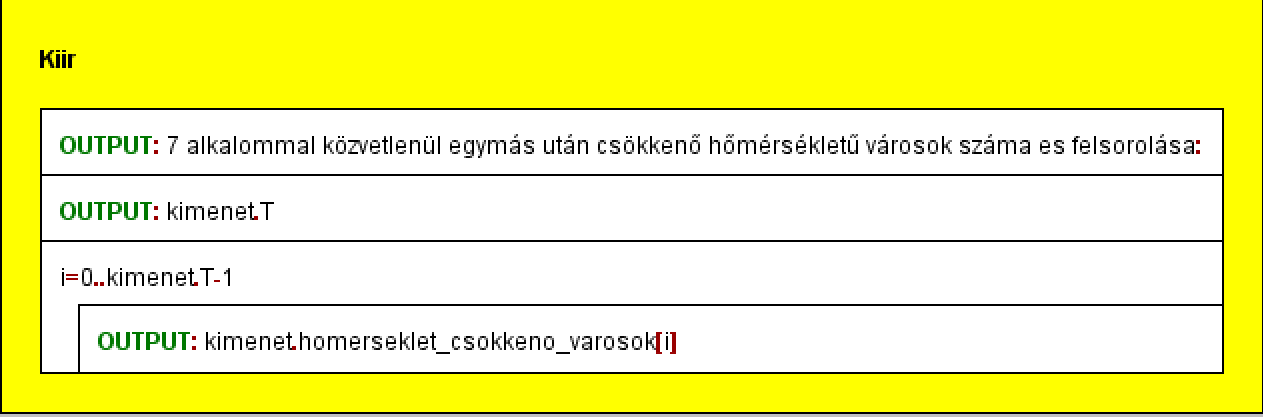 Kiir
OUTPUT: 7 alkalommal közvetlenül egymás után csökkenő hőmérsékletű városok száma es felsorolása:
OUTPUT: kimenet.T
i=0..kimenet.T-1
OUTPUT: kimenet.homerseklet_csokkeno_varosok[i]